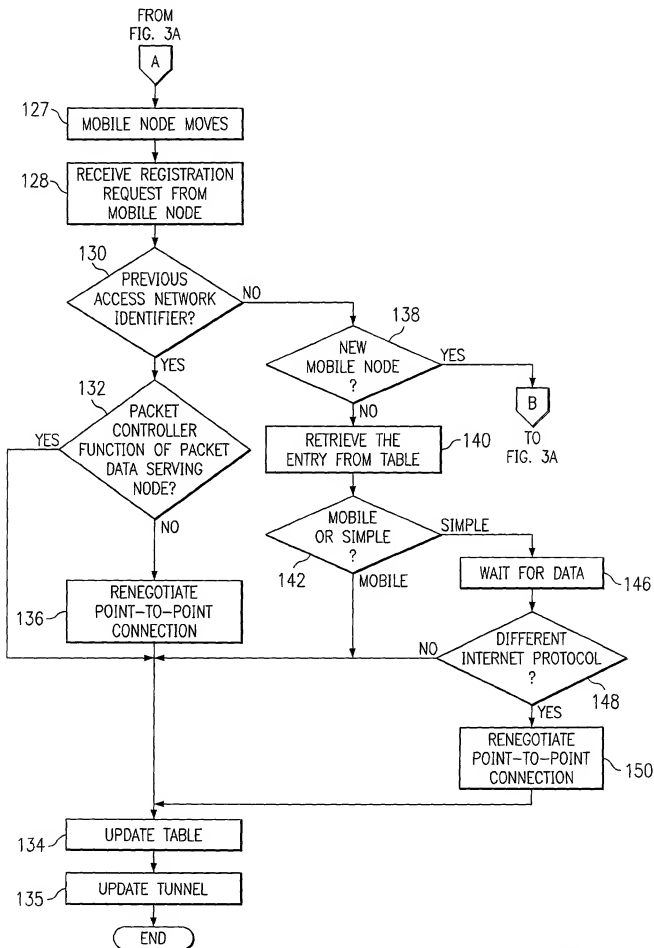 FROM
FIG. 3A
A
127
MOBILE NODE MOVES
128
RECEIVE REGISTRATION
REQUEST FROM
MOBILE NODE
130
PREVIOUS
ACCESS NETWORK
IDENTIFIER?
NO
YES
138
NEW
MOBILE NODE
?
YES
NO
B
TO
FIG. 3A
132
PACKET
CONTROLLER
FUNCTION OF PACKET
DATA SERVING
NODE?
YES
NO
RETRIEVE THE
ENTRY FROM TABLE
140
MOBILE
OR SIMPLE
?
142
SIMPLE
MOBILE
WAIT FOR DATA
146
136
RENEGOTIATE
POINT-TO-POINT
CONNECTION
DIFFERENT
INTERNET PROTOCOL
?
NO
148
YES
RENEGOTIATE
POINT-TO-POINT
CONNECTION
150
134
UPDATE TABLE
135
UPDATE TUNNEL
END